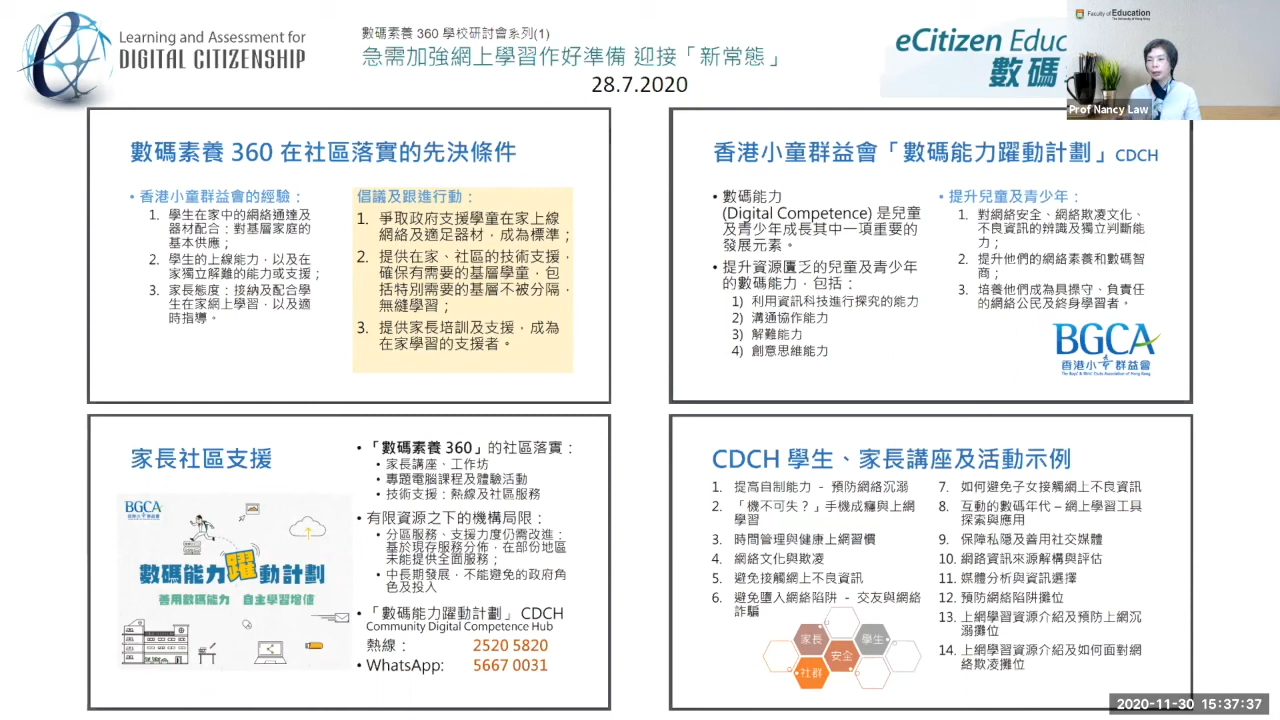 Learning and Assessment for
DIGITAL CITIZENSHIP
數碼素養 360 學校研討會系列(1)
急需加強網上學習作好準備 迎接「新常態」
28.7.2020
eCitizen Educ
數碼
Faculty of Education
Prof Nancy Law
數碼素養 360 在社區落實的先決條件
• 香港小童群益會的經驗：
1. 學生在家中的網絡通達及
器材配合：對基層家庭的
基本供應；
2. 學生的上線能力，以及在
家獨立解難的能力或支援；
3. 家長態度：接納及配合學
生在家網上學習，以及適
時指導。
倡議及跟進行動：
1. 爭取政府支援學童在家上線
網絡及適足器材，成為標準；
2. 提供在家、社區的技術支援，
確保有需要的基層學童，包
括特別需要的基層不被分隔，
無縫學習；
3. 提供家長培訓及支援，成為
在家學習的支援者。
香港小童群益會「數碼能力躍動計劃」CDCH
• 數碼能力
(Digital Competence) 是兒童
及青少年成長其中一項重要的
發展元素。
• 提升資源匱乏的兒童及青少年
的數碼能力，包括：
1) 利用資訊科技進行探究的能力
2) 溝通協作能力
3) 解難能力
4) 創意思維能力
• 提升兒童及青少年：
1. 對網絡安全、網絡欺凌文化、
不良資訊的辨識及獨立判斷能
力；
2. 提升他們的網絡素養和數碼智
商；
3. 培養他們成為具操守、負責任
的網絡公民及終身學習者。
BGCA
香港小童群益會
The Boys' & Girls' Clubs Association of Hong Kong
家長社區支援
BGCA
香港小童群益會
數碼能力躍動計劃
善用數碼能力 自主學習增值
• 「數碼素養 360」的社區落實：
• 家長講座、工作坊
• 專題電腦課程及體驗活動
• 技術支援：熱線及社區服務
• 有限資源之下的機構局限：
• 分區服務、支援力度仍需改進：
基於現存服務分佈，在部份地區
未能提供全面服務；
• 中長期發展，不能避免的政府角
色及投入
• 「數碼能力躍動計劃」 CDCH
Community Digital Competence Hub
熱線： 2520 5820
• WhatsApp: 5667 0031
CDCH 學生、家長講座及活動示例
1. 提高自制能力 - 預防網絡沉溺
2. 「機不可失？」手機成癮與上網
學習
3. 時間管理與健康上網習慣
4. 網絡文化與欺凌
5. 避免接觸網上不良資訊
6. 避免墮入網絡陷阱 - 交友與網絡
詐騙
家長
學生
安全
社群
7. 如何避免子女接觸網上不良資訊
8. 互動的數碼年代 – 網上學習工具
探索與應用
9. 保障私隱及善用社交媒體
10. 網絡資訊來源解構與評估
11. 媒體分析與資訊選擇
12. 預防網絡陷阱攤位
13. 上網學習資源介紹及預防上網沉
溺攤位
14. 上網學習資源介紹及如何面對網
絡欺凌攤位
2020-11-30 15:37:37